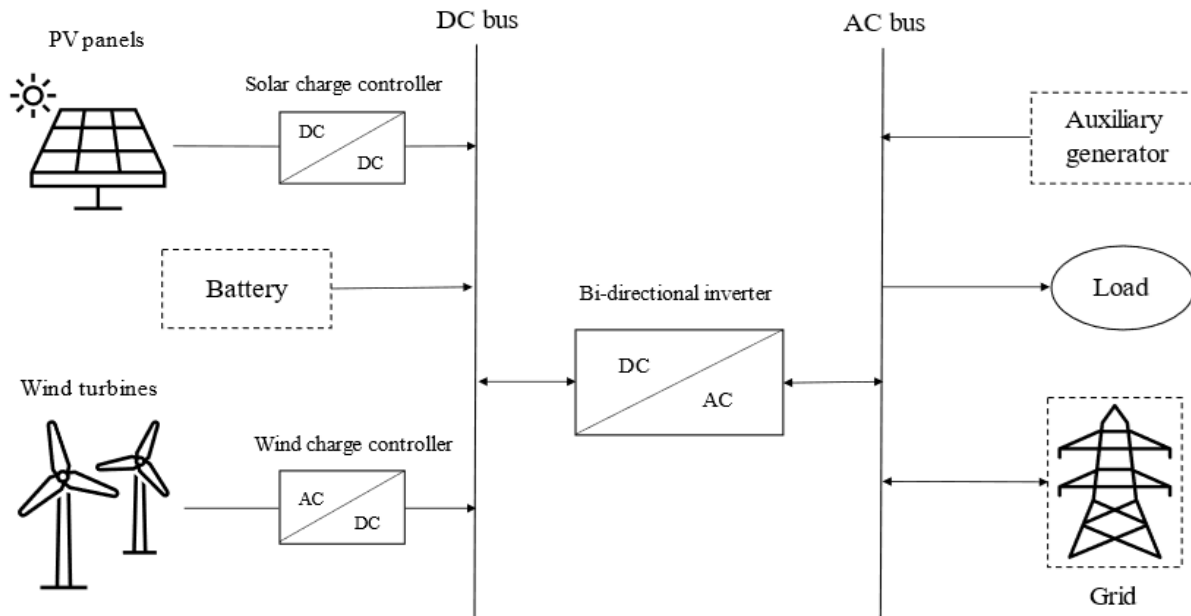 DC bus
AC bus
PV panels
Solar charge controller
DC
DC
Auxiliary
generator
Battery
Bi-directional inverter
Load
DC
AC
Wind turbines
Wind charge controller
AC
DC
Grid